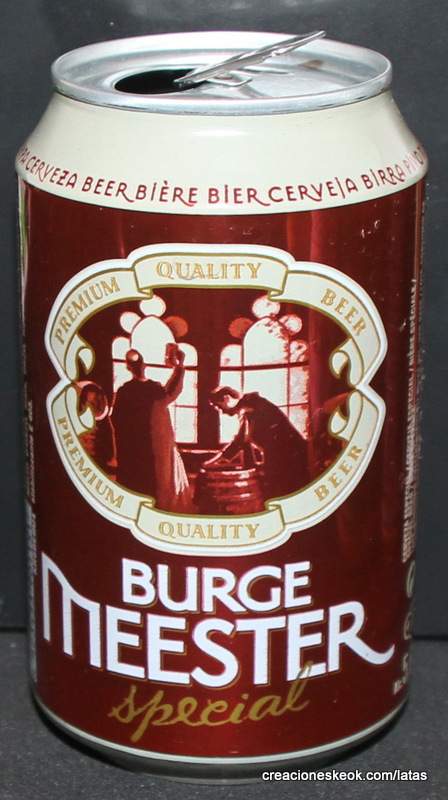 CERVEZA BEER BIÈRE BIER CERVEJA BIRRA
PREMIUM QUALITY BEER
PREMIUM QUALITY BEER
BURGE
MEESTER
special
creacioneskeok.com/latas